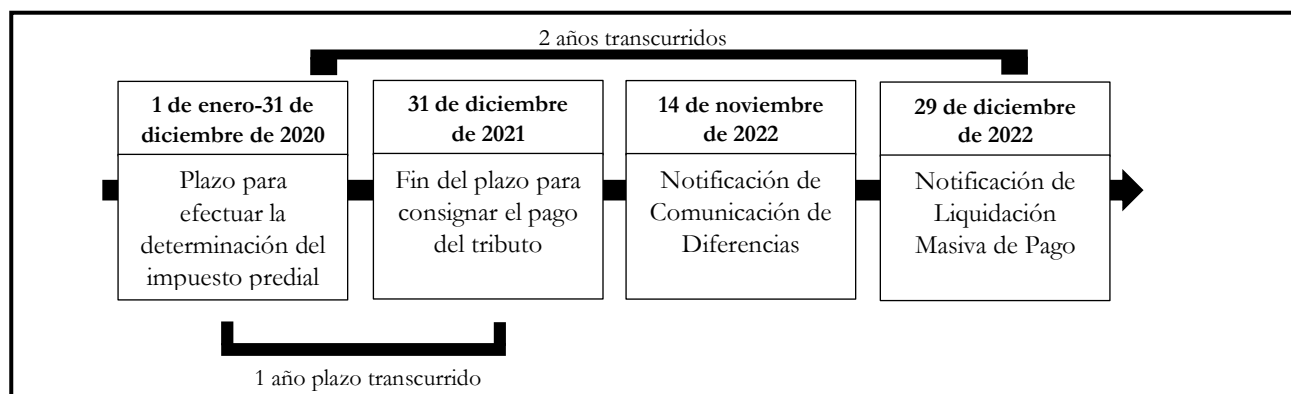 2 años transcurridos
1 de enero-31 de
diciembre de 2020
Plazo para
efectuar la
determinación del
impuesto predial
31 de diciembre
de 2021
Fin del plazo para
consignar el pago
del tributo
14 de noviembre
de 2022
Notificación de
Comunicación de
Diferencias
29 de diciembre
de 2022
Notificación de
Liquidación
Masiva de Pago
1 año plazo transcurrido